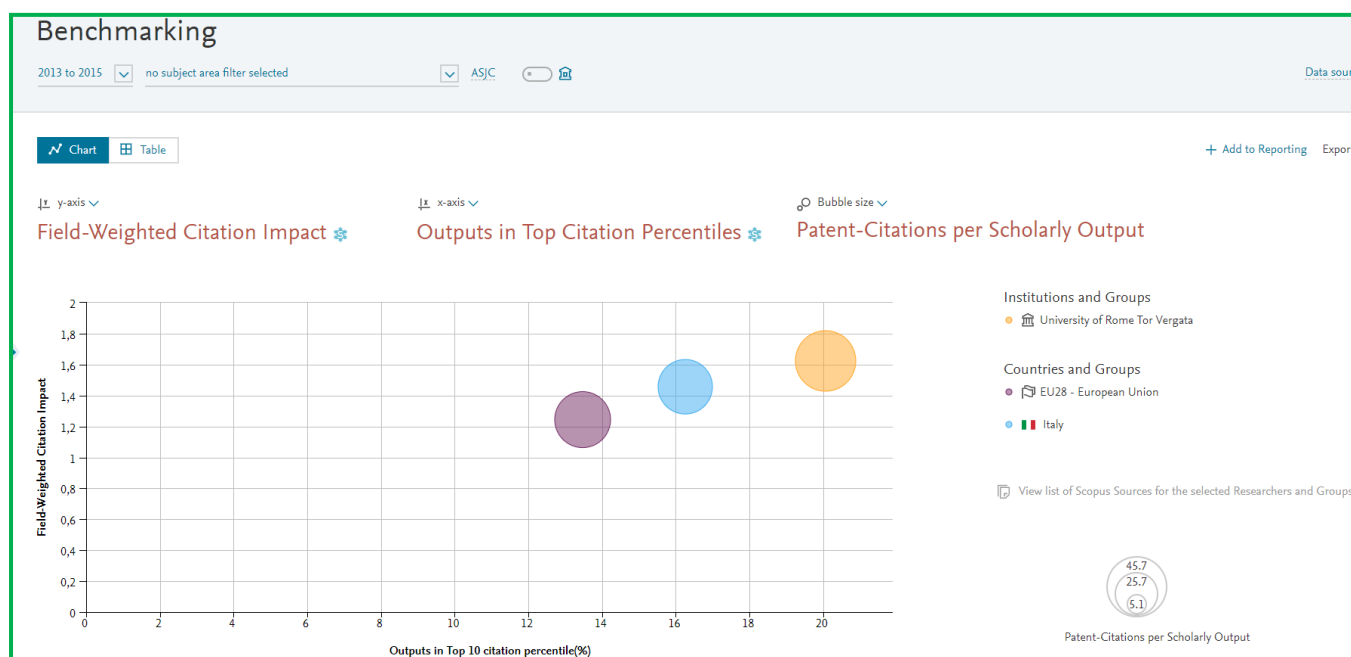 Benchmarking
2013 to 2015 no subject area filter selected ASJC
Data sour
Chart Table
+ Add to Reporting Expor
y-axis x-axis Bubble size
Field-Weighted Citation Impact Outputs in Top Citation Percentiles Patent-Citations per Scholarly Output
Institutions and Groups
University of Rome Tor Vergata
Countries and Groups
EU28 - European Union
Italy
View list of Scopus Sources for the selected Researchers and Groups
45.7
25.7
5.1
Patent-Citations per Scholarly Output
Field-Weighted Citation Impact
2
1,8
1,6
1,4
1,2
1
0,8
0,6
0,4
0,2
0
0 2 4 6 8 10 12 14 16 18 20
Outputs in Top 10 citation percentile(%)